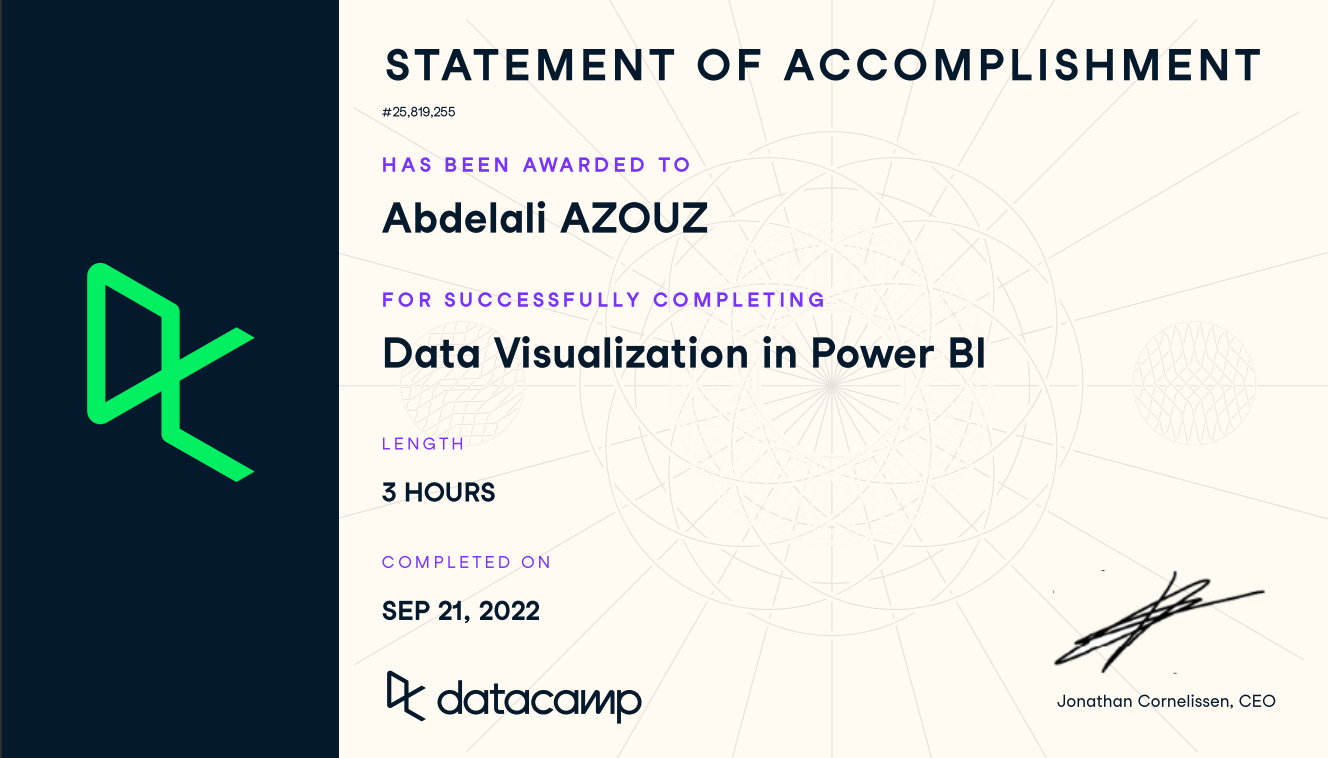 STATEMENT OF ACCOMPLISHMENT
#25,819,255
HAS BEEN AWARDED TO
Abdelali AZOUZ
FOR SUCCESSFULLY COMPLETING
Data Visualization in Power BI
LENGTH
3 HOURS
COMPLETED ON
SEP 21, 2022
datacamp
Jonathan Cornelissen, CEO